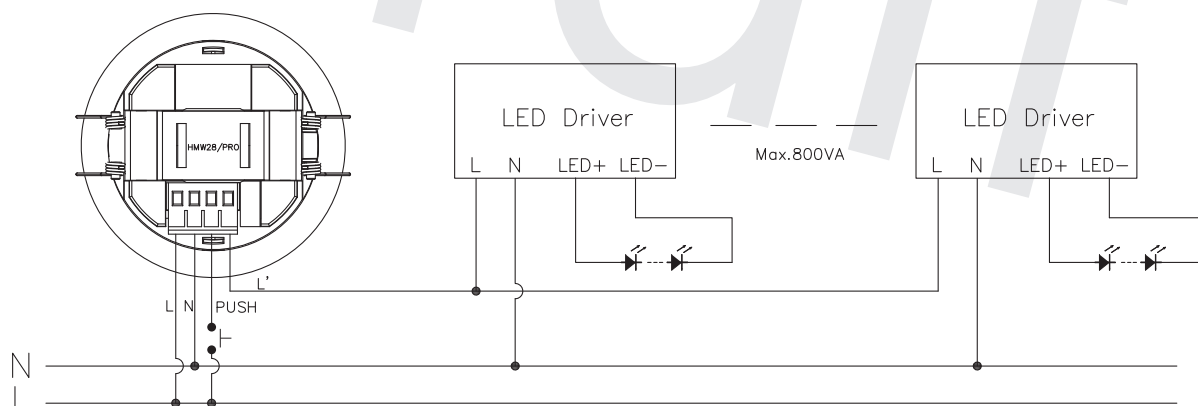 LED Driver
LED Driver
Max.800VA
HMW28/PRO
L N LED+ LED-
L N LED+ LED-
L'
L N PUSH
N
L